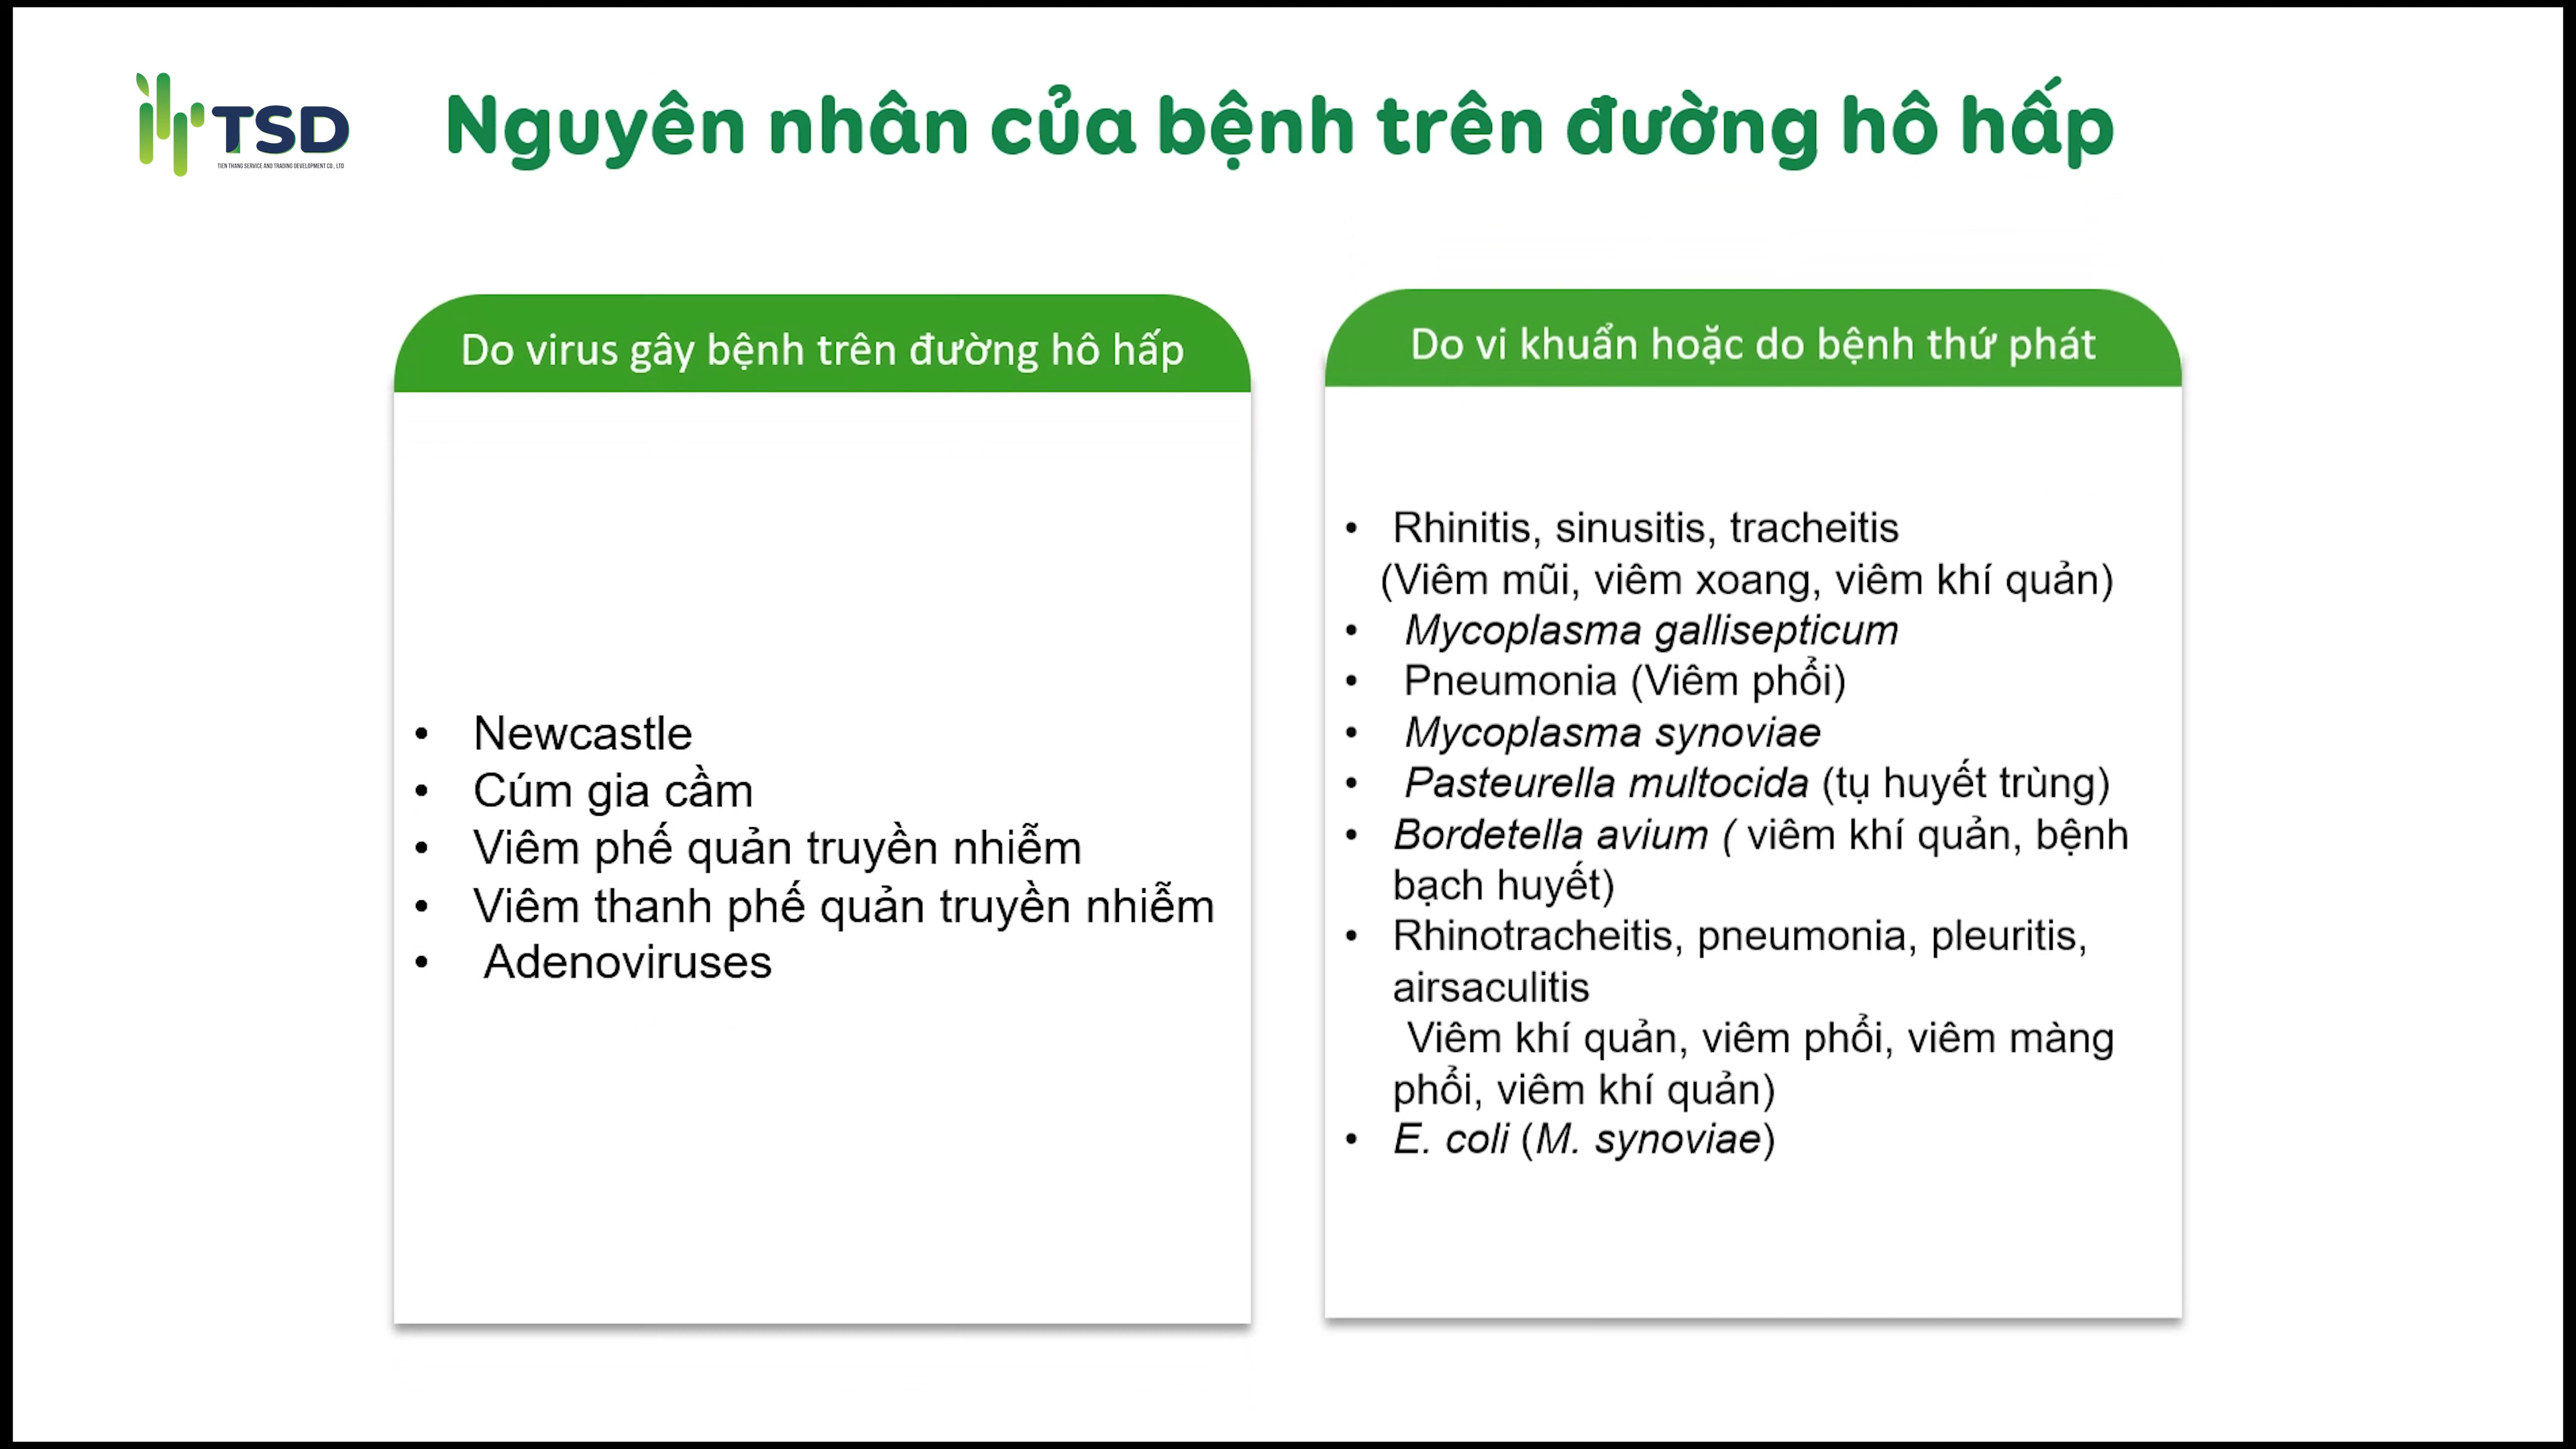 TSD
TIEN THANG SERVICE AND TRADING DEVELOPMENT CO., LTD
Nguyên nhân của bệnh trên đường hô hấp
Do virus gây bệnh trên đường hô hấp
• Newcastle
• Cúm gia cầm
• Viêm phế quản truyền nhiễm
• Viêm thanh phế quản truyền nhiễm
• Adenoviruses
Do vi khuẩn hoặc do bệnh thứ phát
• Rhinitis, sinusitis, tracheitis
(Viêm mũi, viêm xoang, viêm khí quản)
• Mycoplasma gallisepticum
• Pneumonia (Viêm phổi)
• Mycoplasma synoviae
• Pasteurella multocida (tụ huyết trùng)
• Bordetella avium ( viêm khí quản, bệnh
bạch huyết)
• Rhinotracheitis, pneumonia, pleuritis,
airsaculitis
Viêm khí quản, viêm phổi, viêm màng
phổi, viêm khí quản)
• E. coli (M. synoviae)